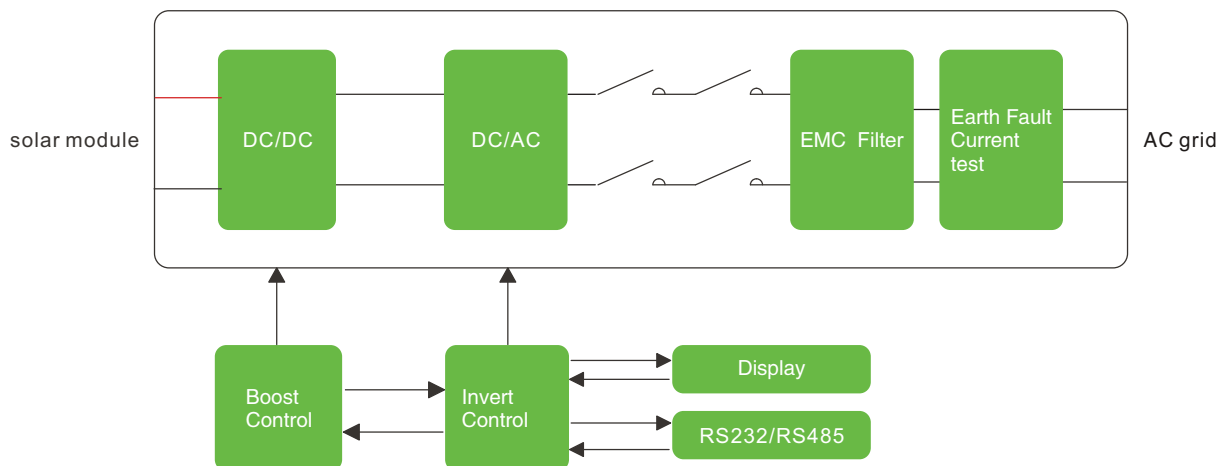 solar module
DC/DC
DC/AC
EMC Filter
Earth Fault
Current
test
AC grid
Boost
Control
Invert
Control
Display
RS232/RS485